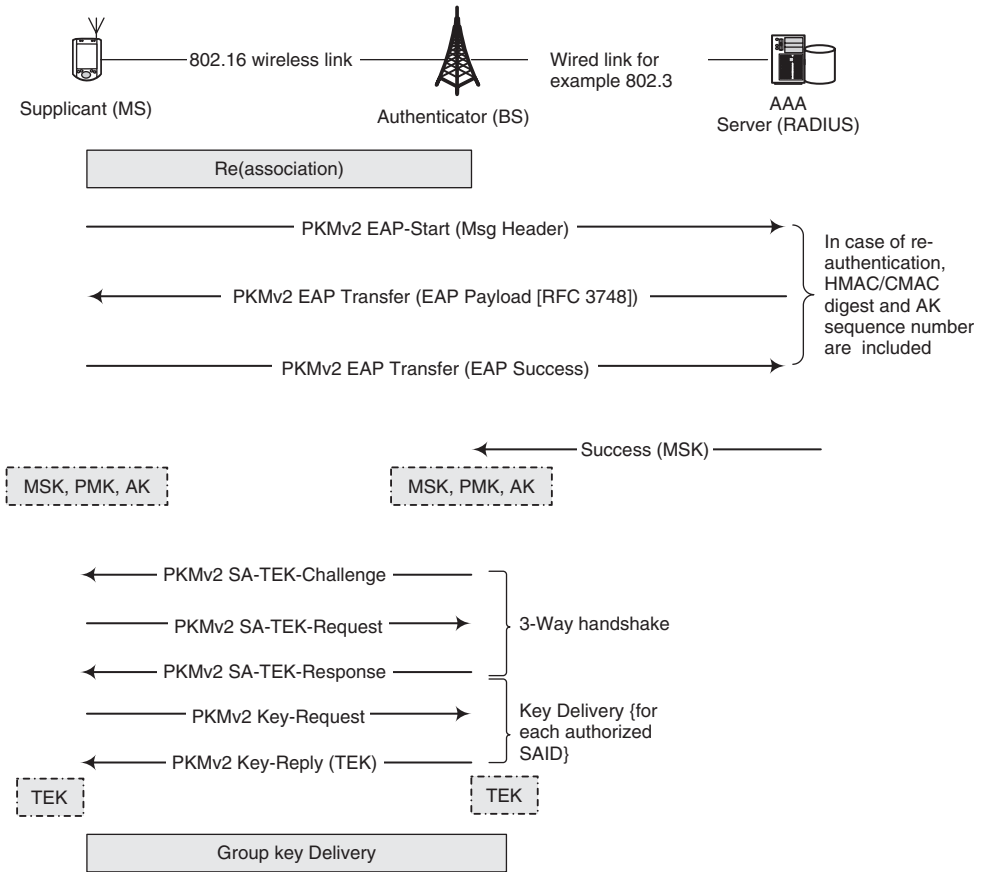 802.16 wireless link
Wired link for
example 802.3
Supplicant (MS)
Authenticator (BS)
AAA
Server (RADIUS)
Re(association)
PKMv2 EAP-Start (Msg Header)
PKMv2 EAP Transfer (EAP Payload [RFC 3748])
PKMv2 EAP Transfer (EAP Success)
In case of re-
authentication,
HMAC/CMAC
digest and AK
sequence number
are included
Success (MSK)
MSK, PMK, AK
MSK, PMK, AK
PKMv2 SA-TEK-Challenge
PKMv2 SA-TEK-Request
PKMv2 SA-TEK-Response
3-Way handshake
PKMv2 Key-Request
PKMv2 Key-Reply (TEK)
Key Delivery {for
each authorized
SAID}
TEK
TEK
Group key Delivery